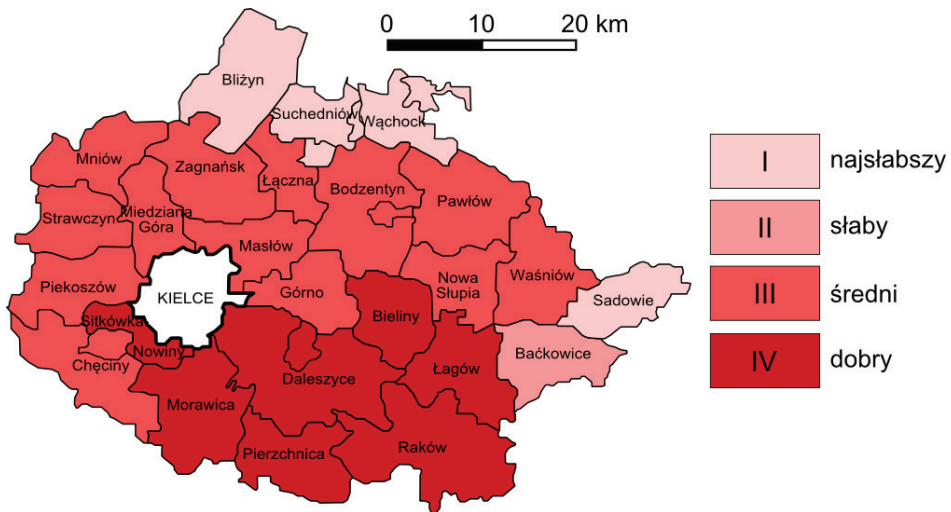 0 10 20 km
Bliżyn
Suchedniów
Wąchock
Mniów
Zagnańsk
Łączna
Bodzentyn
Pawłów
Strawczyn
Miedziana
Góra
Masłów
Nowa
Słupia
Waśniów
Piekoszów
KIELCE
Górno
Bieliny
Sadowie
Sitkówka
Nowiny
Chęciny
Baćkowice
Daleszyce
Łagów
Morawica
Pierzchnica
Raków
I najsłabszy
II słaby
III średni
IV dobry